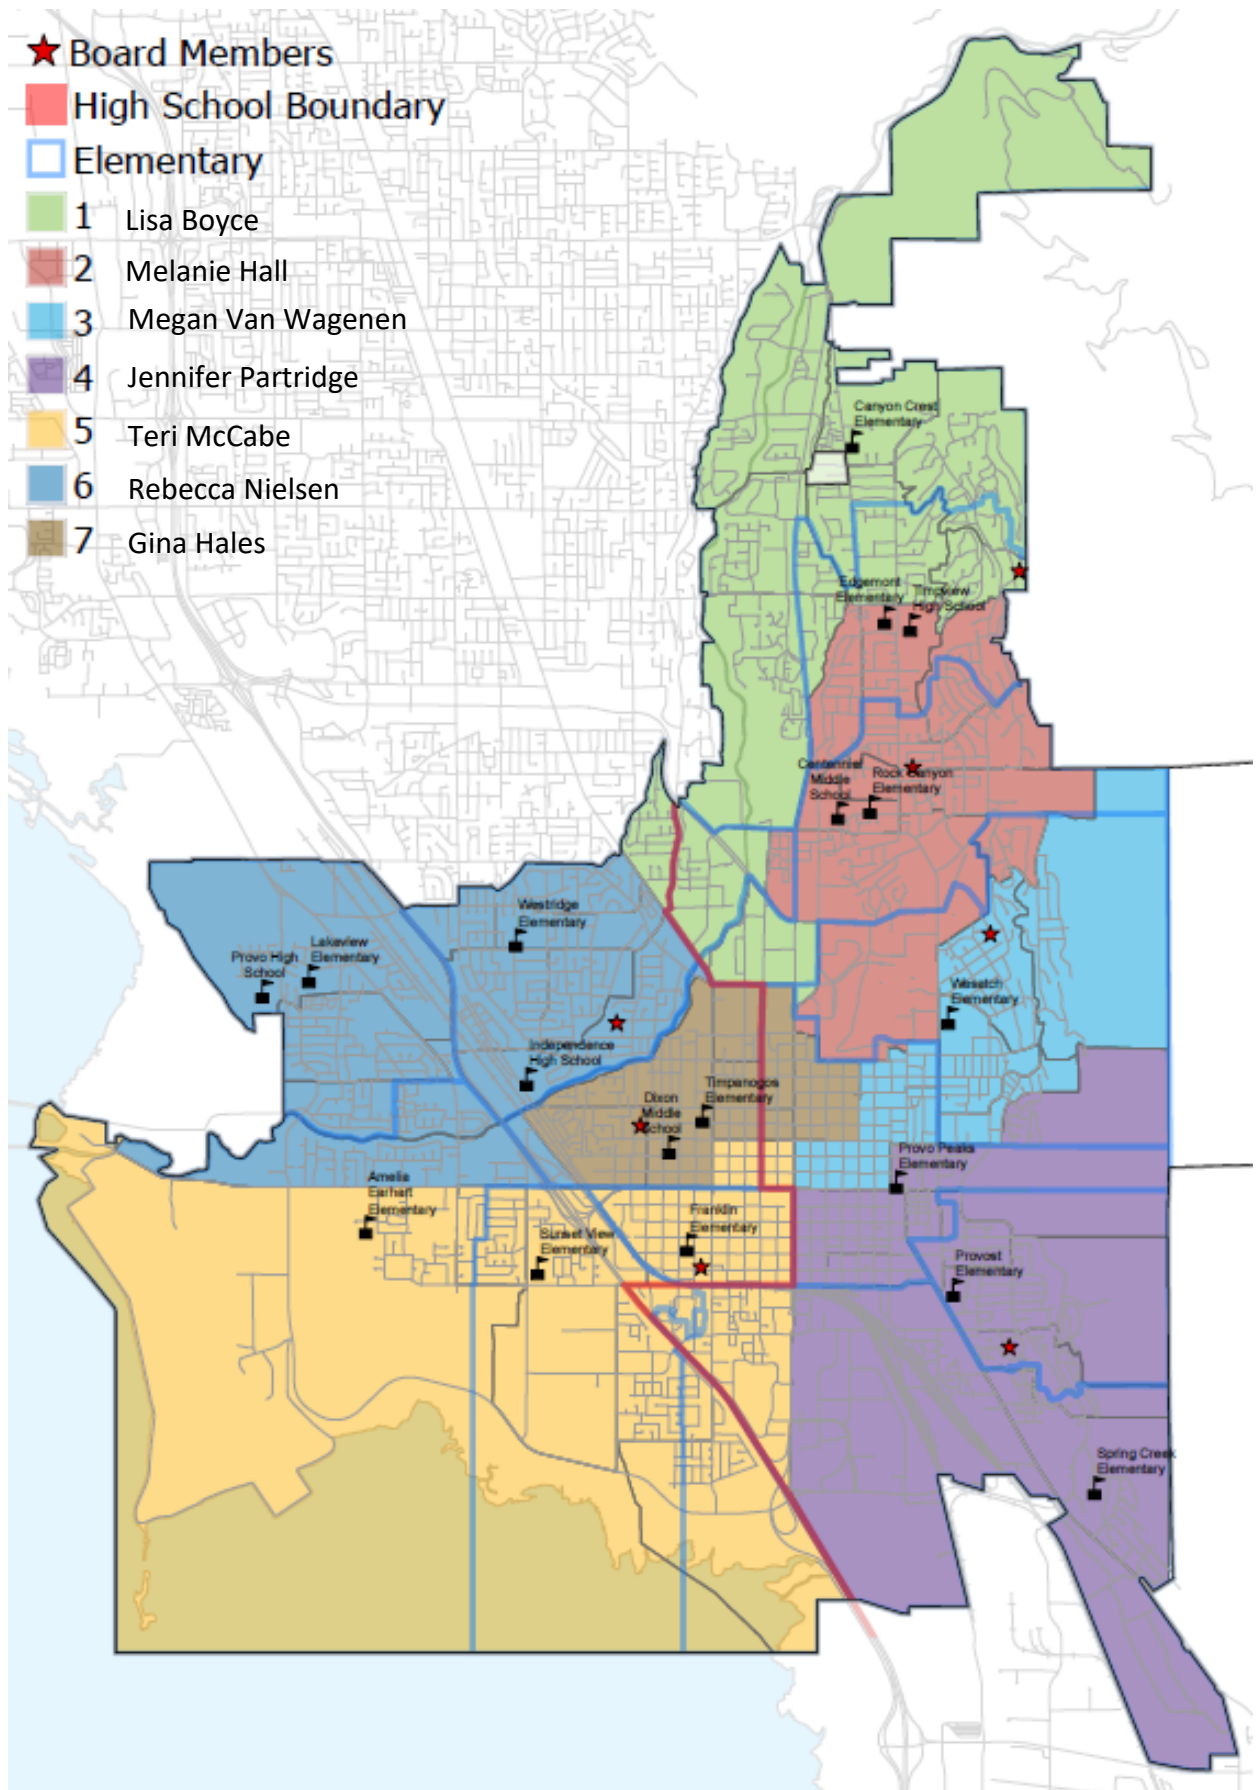 Board Members
High School Boundary
Elementary
1 Lisa Boyce
2 Melanie Hall
3 Megan Van Wagenen
4 Jennifer Partridge
5 Teri McCabe
6 Rebecca Nielsen
7 Gina Hales
Canyon Crest
Elementary
Edgemont
Elementary
Timpview
High School
Centennial
Middle
School
Rock Canyon
Elementary
Westridge
Elementary
Lakeview
Elementary
Provo High
School
Wasatch
Elementary
Independence
High School
Timpanogos
Elementary
Dixon
Middle
School
Provo Peaks
Elementary
Amelia
Earhart
Elementary
Franklin
Elementary
Sunset View
Elementary
Provost
Elementary
Spring Creek
Elementary